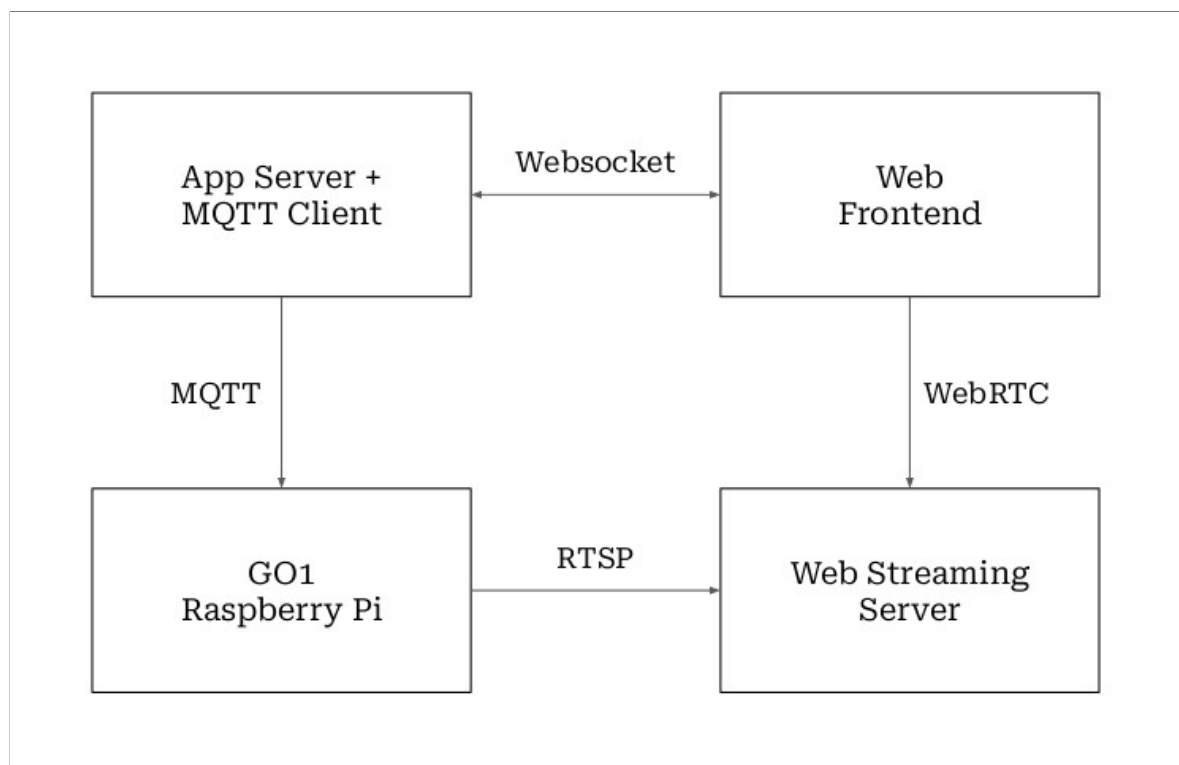 App Server +
MQTT Client
Websocket
Web
Frontend
MQTT
WebRTC
GO1
Raspberry Pi
RTSP
Web Streaming
Server